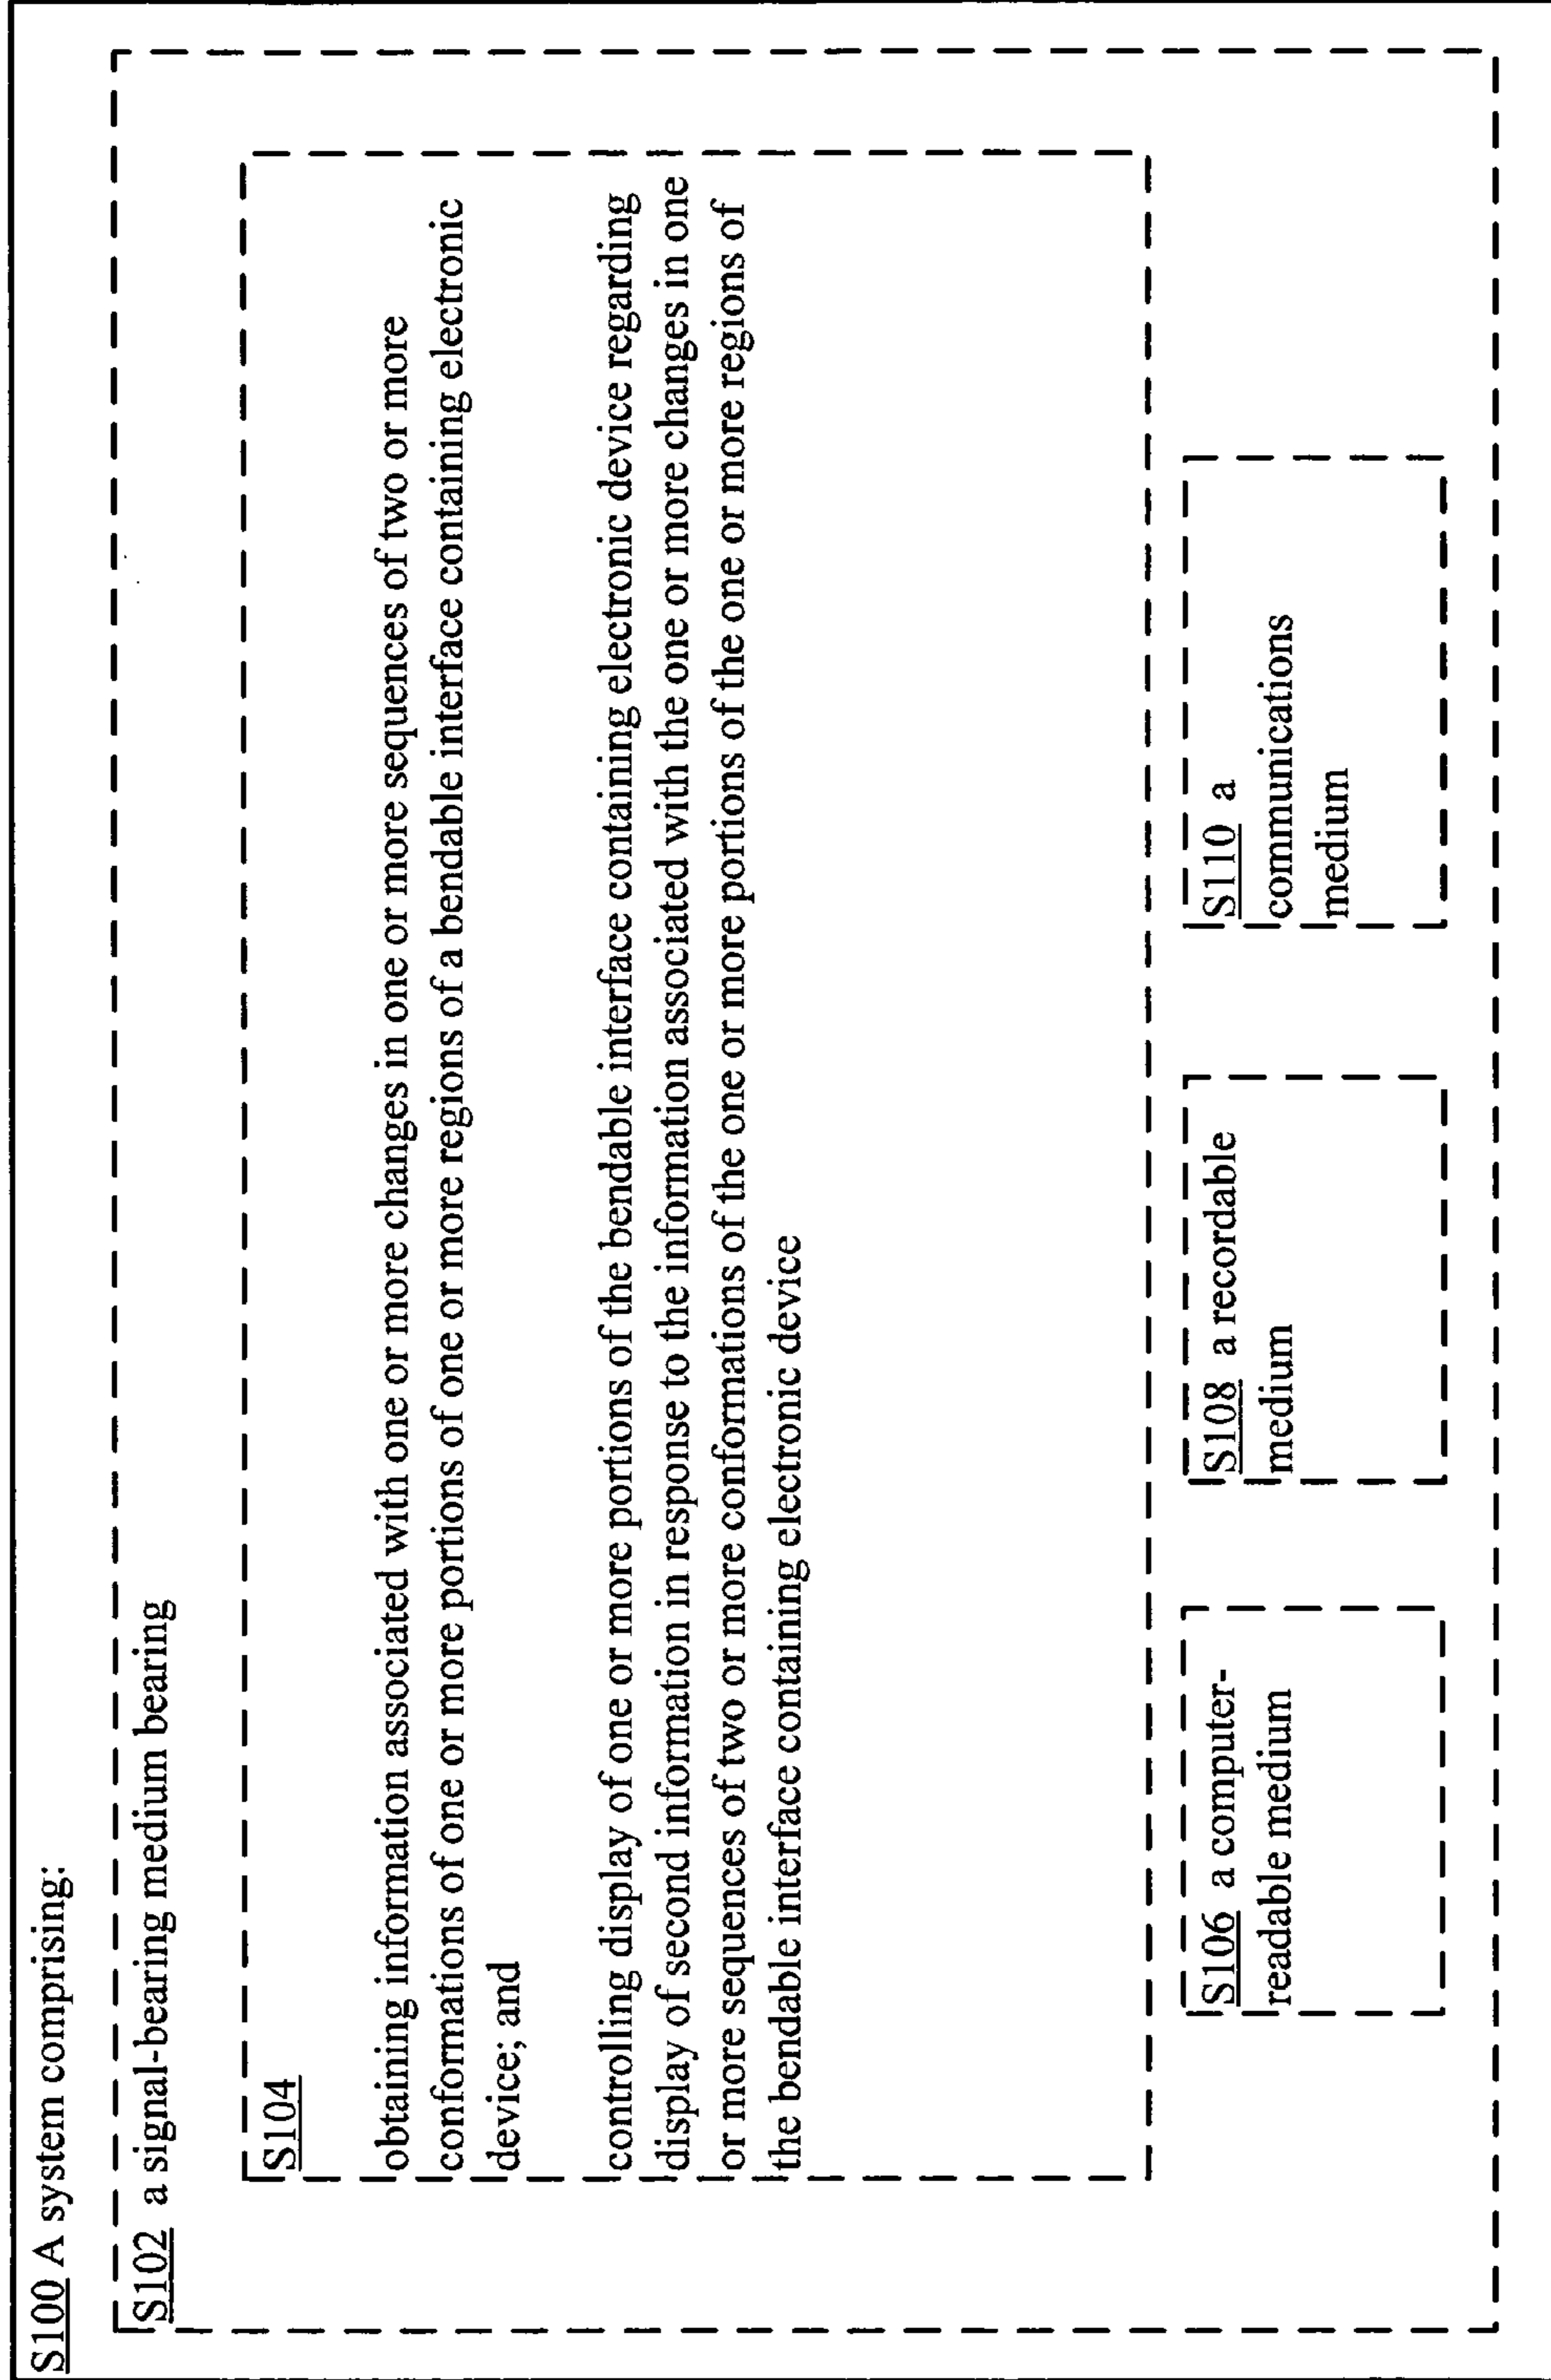 S100 A system comprising:
S102 a signal-bearing medium bearing
S104
obtaining information associated with one or more changes in one or more sequences of two or more
conformations of one or more portions of one or more regions of a bendable interface containing electronic
device; and
controlling display of one or more portions of the bendable interface containing electronic device regarding
display of second information in response to the information associated with the one or more changes in one
or more sequences of two or more conformations of the one or more portions of the one or more regions of
the bendable interface containing electronic device
S106 a computer-
readable medium
S108 a recordable
medium
S110 a
communications
medium